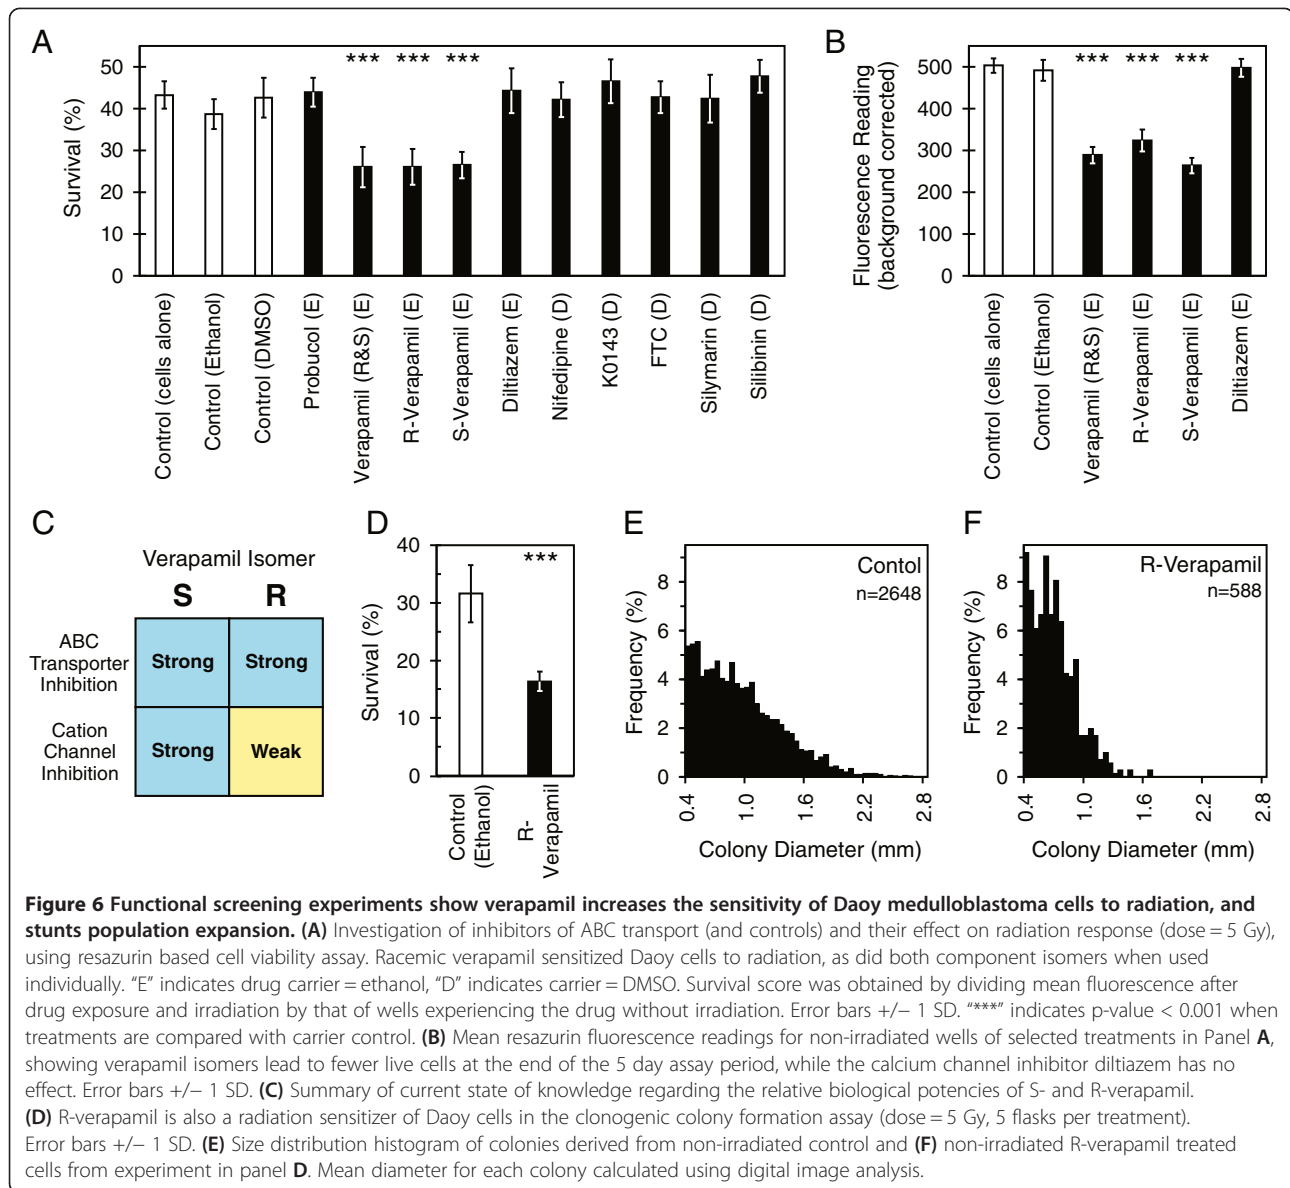 A
Survival (%)
50
40
30
20
10
0
*** *** ***
Control (cells alone)
Control (Ethanol)
Control (DMSO)
Probucol (E)
Verapamil (R&S) (E)
R-Verapamil (E)
S-Verapamil (E)
Diltiazem (E)
Nifedipine (D)
K0143 (D)
FTC (D)
Silymarin (D)
Silibinin (D)
B
Fluorescence Reading
(background corrected)
500
400
300
200
100
0
*** *** ***
Control (cells alone)
Control (Ethanol)
Verapamil (R&S) (E)
R-Verapamil (E)
S-Verapamil (E)
Diltiazem (E)
C
Verapamil Isomer
S R
ABC
Transporter
Inhibition
Strong Strong
Cation
Channel
Inhibition
Strong Weak
D
Survival (%)
40
30
20
10
0
***
Control
(Ethanol)
R-
Verapamil
E
Contol
n=2648
Frequency (%)
8
6
4
2
0
0.4 1.0 1.6 2.2 2.8
Colony Diameter (mm)
F
R-Verapamil
n=588
Frequency (%)
8
6
4
2
0
0.4 1.0 1.6 2.2 2.8
Colony Diameter (mm)
Figure 6 Functional screening experiments show verapamil increases the sensitivity of Daoy medulloblastoma cells to radiation, and
stunts population expansion. (A) Investigation of inhibitors of ABC transport (and controls) and their effect on radiation response (dose = 5 Gy),
using resazurin based cell viability assay. Racemic verapamil sensitized Daoy cells to radiation, as did both component isomers when used
individually. "E" indicates drug carrier = ethanol, "D" indicates carrier = DMSO. Survival score was obtained by dividing mean fluorescence after
drug exposure and irradiation by that of wells experiencing the drug without irradiation. Error bars +/− 1 SD. "***" indicates p-value < 0.001 when
treatments are compared with carrier control. (B) Mean resazurin fluorescence readings for non-irradiated wells of selected treatments in Panel A,
showing verapamil isomers lead to fewer live cells at the end of the 5 day assay period, while the calcium channel inhibitor diltiazem has no
effect. Error bars +/− 1 SD. (C) Summary of current state of knowledge regarding the relative biological potencies of S- and R-verapamil.
(D) R-verapamil is also a radiation sensitizer of Daoy cells in the clonogenic colony formation assay (dose = 5 Gy, 5 flasks per treatment).
Error bars +/− 1 SD. (E) Size distribution histogram of colonies derived from non-irradiated control and (F) non-irradiated R-verapamil treated
cells from experiment in panel D. Mean diameter for each colony calculated using digital image analysis.